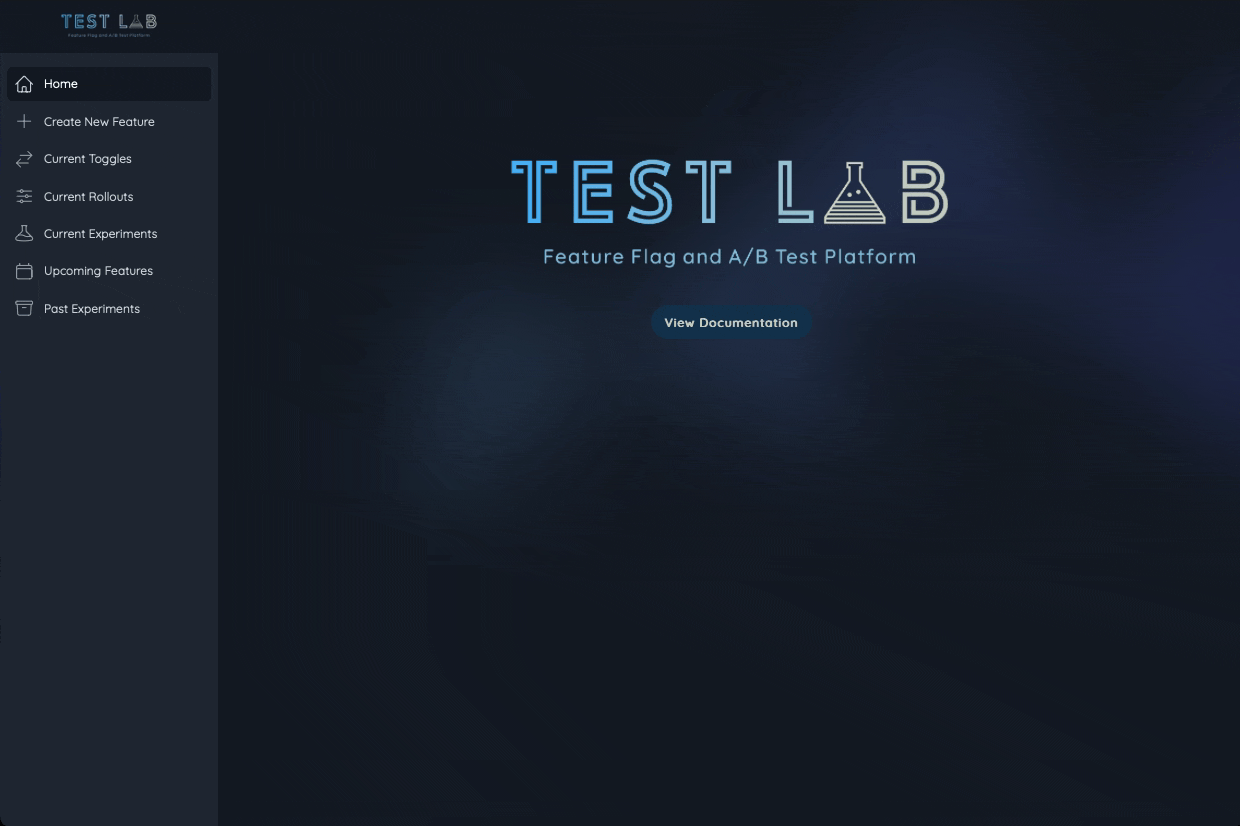 TEST LAB
Feature Flag and A/B Test Platform
Home
Create New Feature
Current Toggles
Current Rollouts
Current Experiments
Upcoming Features
Past Experiments
TEST LAB
Feature Flag and A/B Test Platform
View Documentation